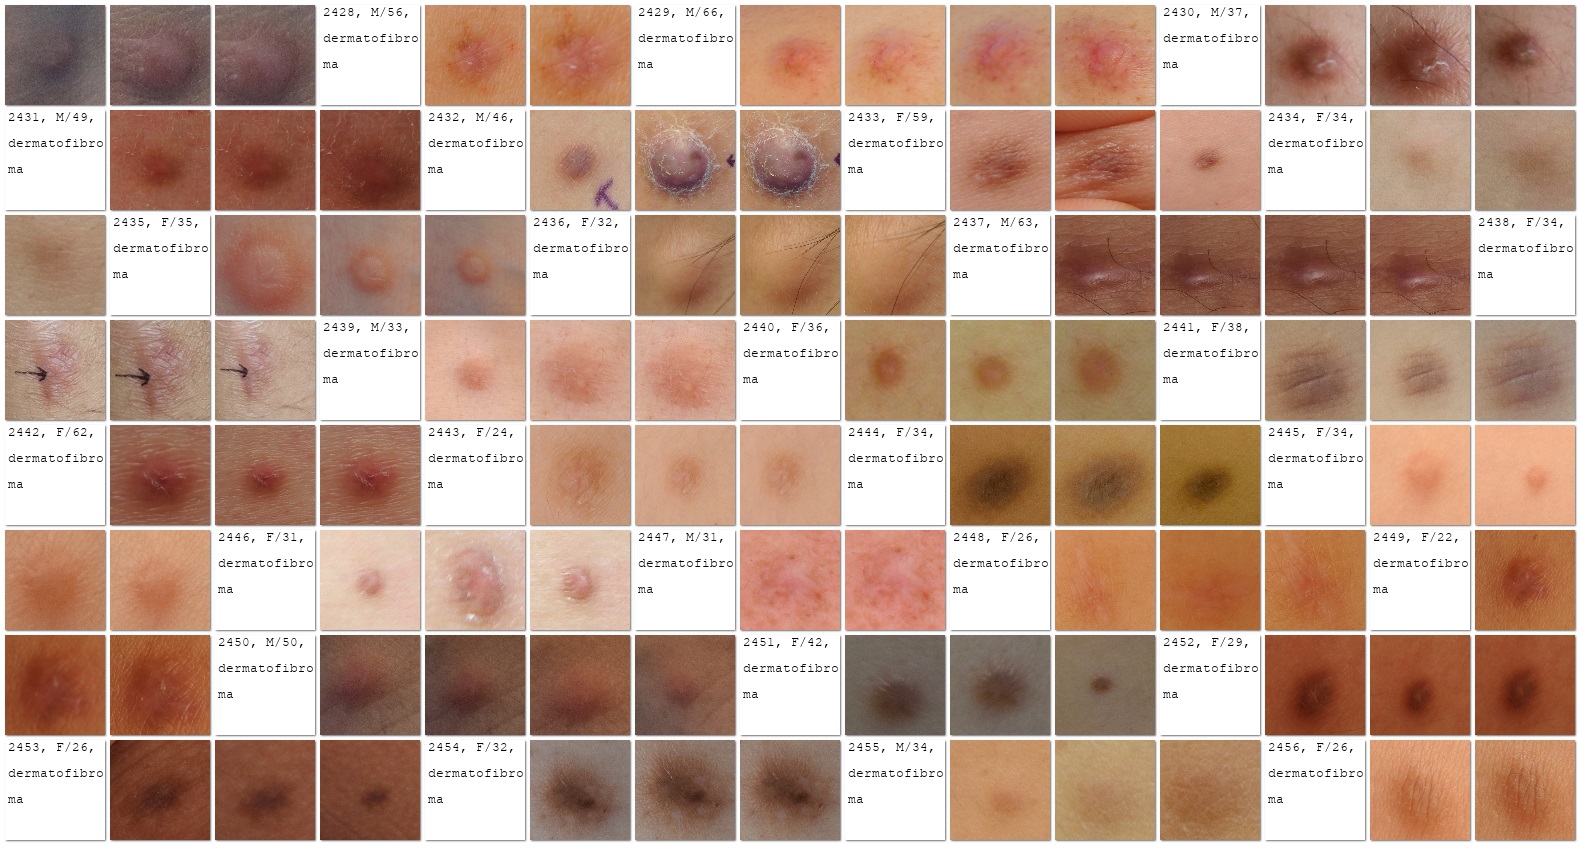 2428, M/56,
dermatofibro
ma
2429, M/66,
dermatofibro
ma
2430, M/37,
dermatofibro
ma
2431, M/49,
dermatofibro
ma
2432, M/46,
dermatofibro
ma
2433, F/59,
dermatofibro
ma
2434, F/34,
dermatofibro
ma
2435, F/35,
dermatofibro
ma
2436, F/32,
dermatofibro
ma
2437, M/63,
dermatofibro
ma
2438, F/34,
dermatofibro
ma
2439, M/33,
dermatofibro
ma
2440, F/36,
dermatofibro
ma
2441, F/38,
dermatofibro
ma
2442, F/62,
dermatofibro
ma
2443, F/24,
dermatofibro
ma
2444, F/34,
dermatofibro
ma
2445, F/34,
dermatofibro
ma
2446, F/31,
dermatofibro
ma
2447, M/31,
dermatofibro
ma
2448, F/26,
dermatofibro
ma
2449, F/22,
dermatofibro
ma
2450, M/50,
dermatofibro
ma
2451, F/42,
dermatofibro
ma
2452, F/29,
dermatofibro
ma
2453, F/26,
dermatofibro
ma
2454, F/32,
dermatofibro
ma
2455, M/34,
dermatofibro
ma
2456, F/26,
dermatofibro
ma